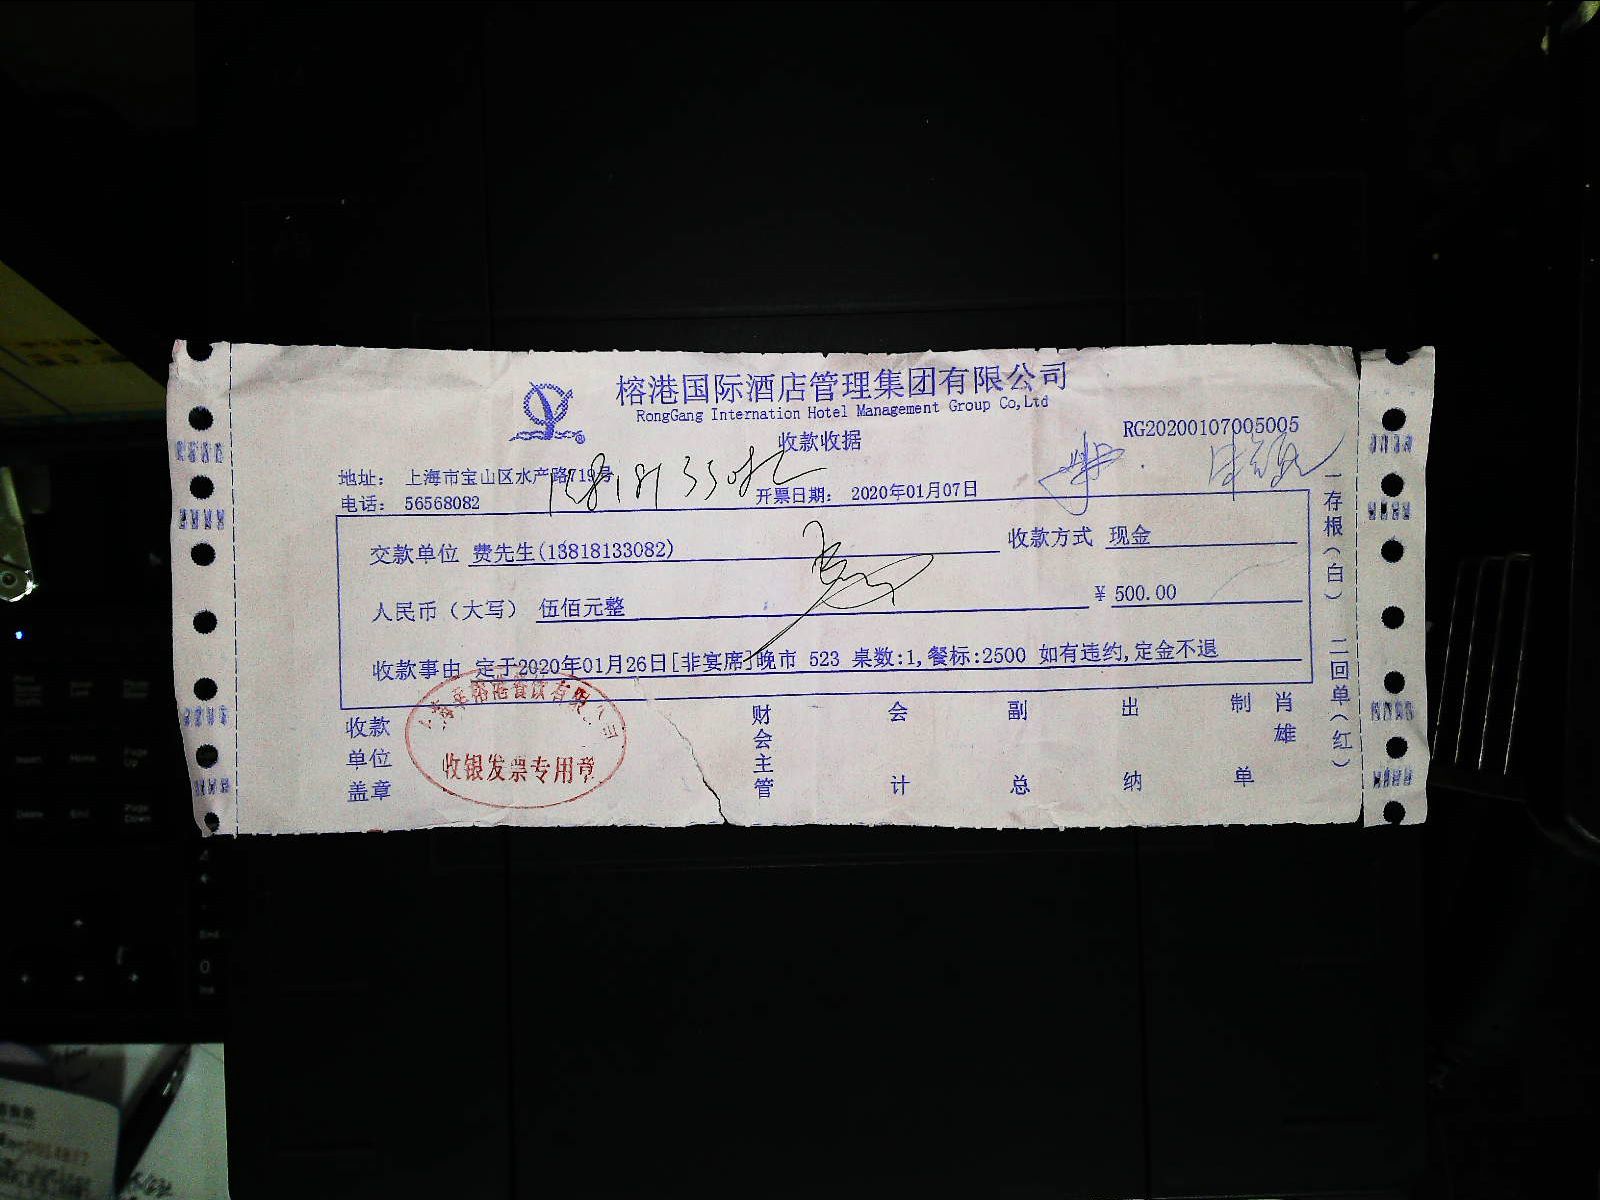 榕港国际酒店管理集团有限公司
RongGang Internation Hotel Management Group Co,Ltd
收款收据
RG20200107005005
地址： 上海市宝山区水产路719号
电话： 56568082
开票日期： 2020年01月07日
交款单位 费先生(13818133082)
收款方式 现金
人民币（大写） 伍佰元整
¥ 500.00
收款事由 定于2020年01月26日[非宴席]晚市 523 桌数:1,餐标:2500 如有违约,定金不退
收款单位盖章
财会主管
会计
副总
出纳
制单
肖雄
收银发票专用章
一存根（白） 二回单（红）